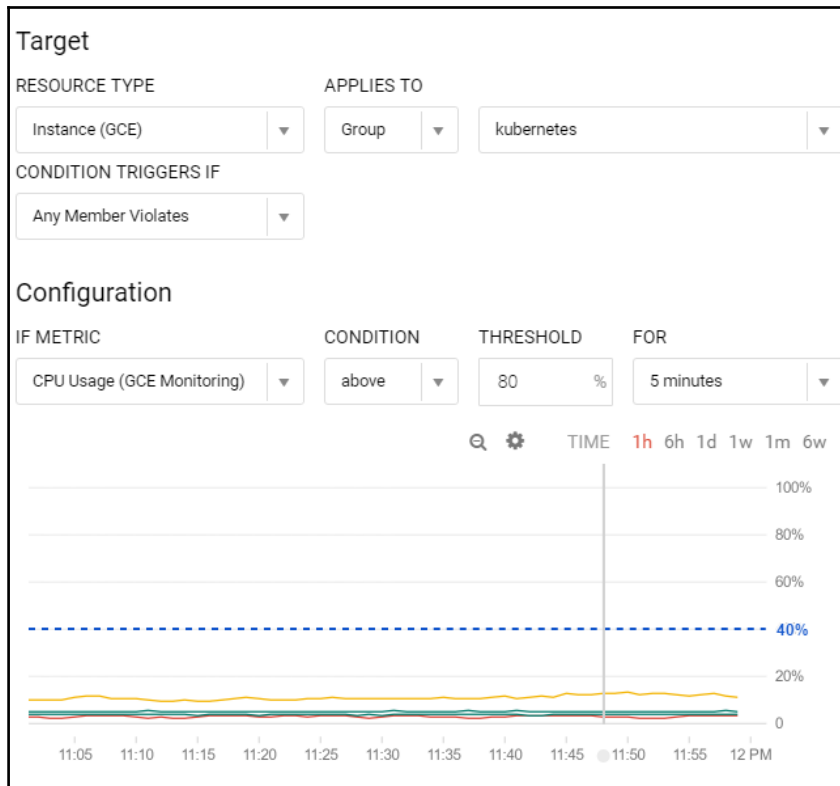 Target
RESOURCE TYPE APPLIES TO
Instance (GCE) Group kubernetes
CONDITION TRIGGERS IF
Any Member Violates
Configuration
IF METRIC CONDITION THRESHOLD FOR
CPU Usage (GCE Monitoring) above 80 % 5 minutes
TIME 1h 6h 1d 1w 1m 6w
100%
80%
60%
40%
20%
0
11:05 11:10 11:15 11:20 11:25 11:30 11:35 11:40 11:45 11:50 11:55 12 PM